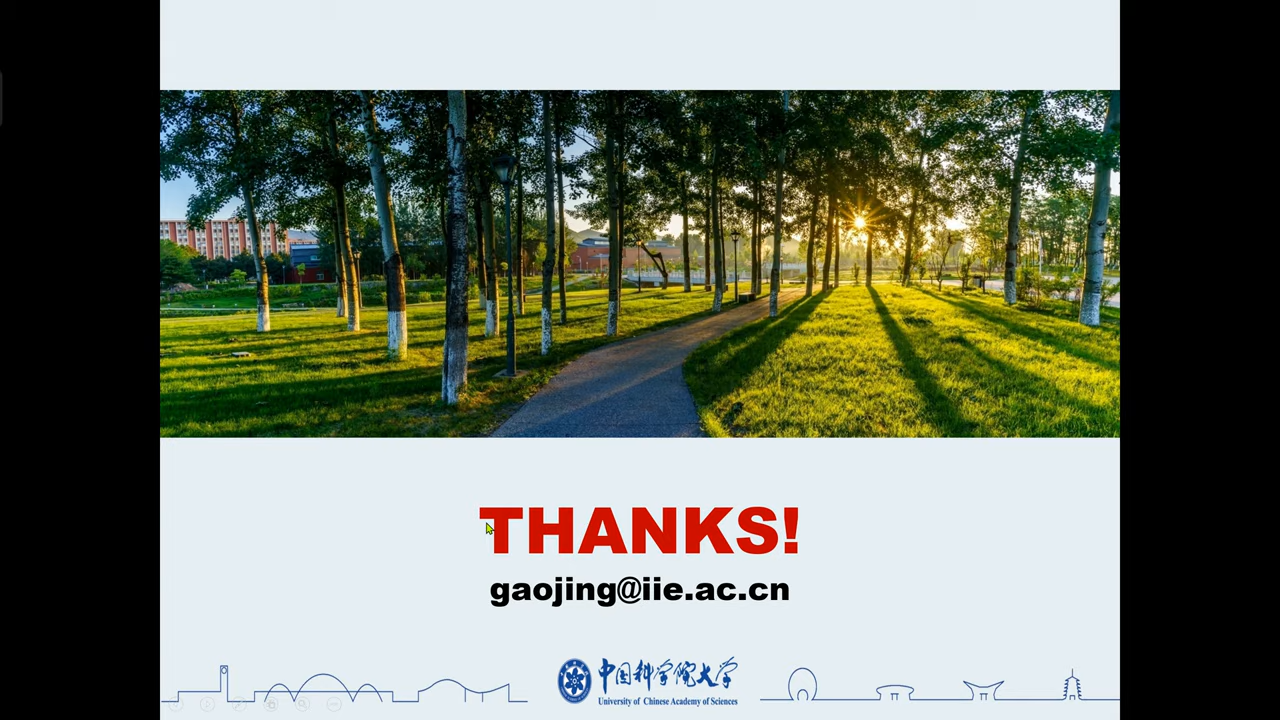 THANKS!
gaojing@iie.ac.cn
中国科学院大学
University of Chinese Academy of Sciences